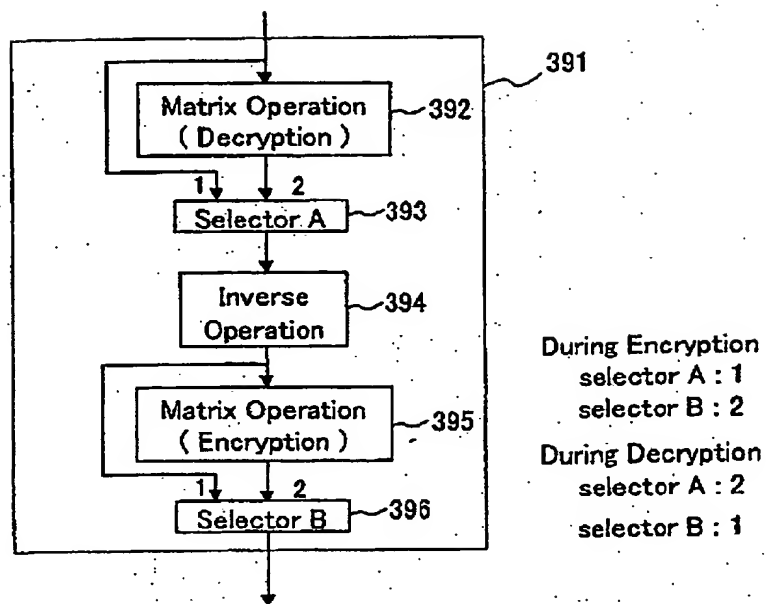 391
Matrix Operation
( Decryption )
392
1
2
Selector A
393
Inverse
Operation
394
Matrix Operation
( Encryption )
395
1
2
Selector B
396
During Encryption
selector A : 1
selector B : 2
During Decryption
selector A : 2
selector B : 1